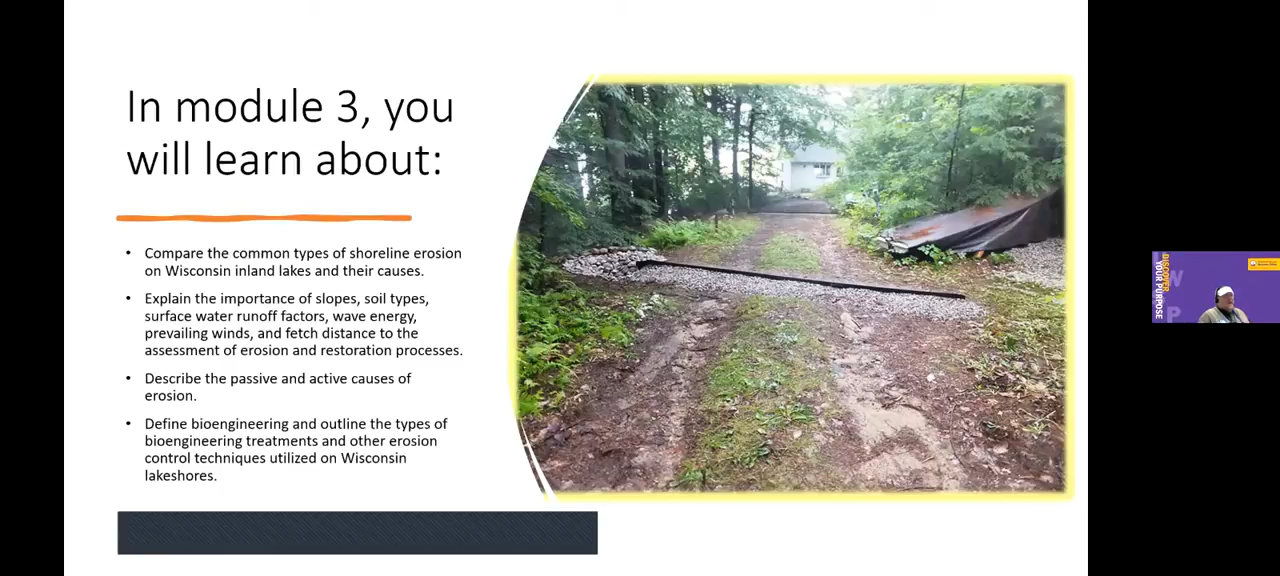 In module 3, you
will learn about:
• Compare the common types of shoreline erosion
on Wisconsin inland lakes and their causes.
• Explain the importance of slopes, soil types,
surface water runoff factors, wave energy,
prevailing winds, and fetch distance to the
assessment of erosion and restoration processes.
• Describe the passive and active causes of
erosion.
• Define bioengineering and outline the types of
bioengineering treatments and other erosion
control techniques utilized on Wisconsin
lakeshores.
DISCOVER
YOUR PURPOSE